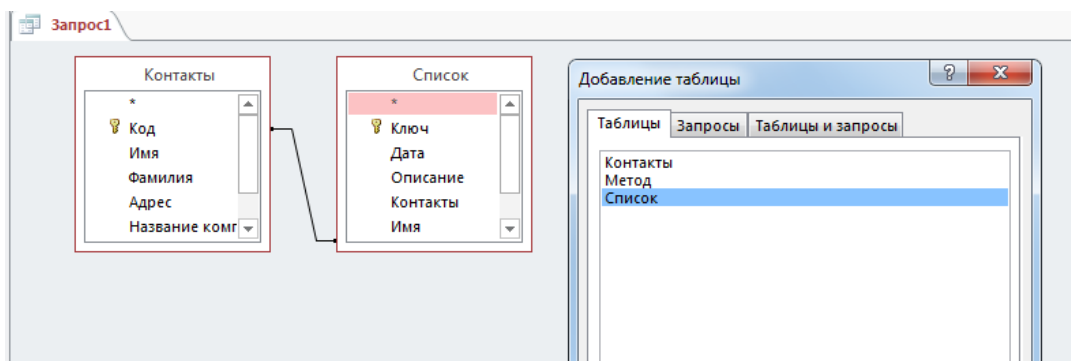 Запрос1
Контакты
*
Код
Имя
Фамилия
Адрес
Название комг
Список
*
Ключ
Дата
Описание
Контакты
Имя
Добавление таблицы
Таблицы Запросы Таблицы и запросы
Контакты
Метод
Список